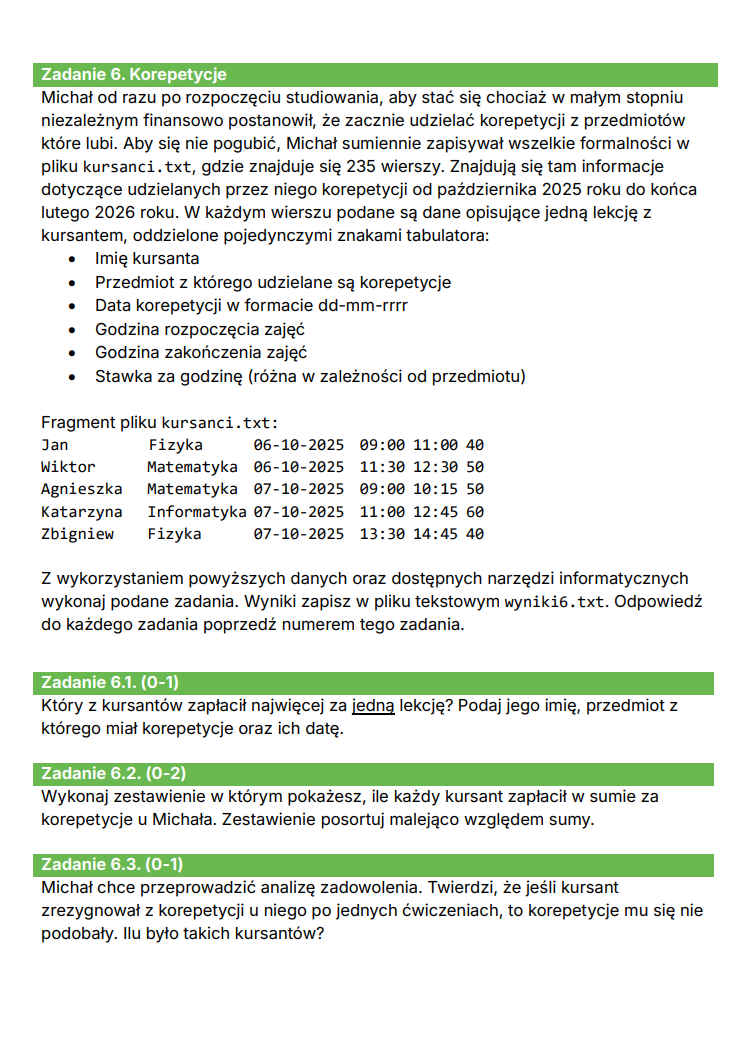 Zadanie 6. Korepetycje
Michał od razu po rozpoczęciu studiowania, aby stać się chociaż w małym stopniu
niezależnym finansowo postanowił, że zacznie udzielać korepetycji z przedmiotów
które lubi. Aby się nie pogubić, Michał sumiennie zapisywał wszelkie formalności w
pliku kursanci.txt, gdzie znajduje się 235 wierszy. Znajdują się tam informacje
dotyczące udzielanych przez niego korepetycji od października 2025 roku do końca
lutego 2026 roku. W każdym wierszu podane są dane opisujące jedną lekcję z
kursantem, oddzielone pojedynczymi znakami tabulatora:
• Imię kursanta
• Przedmiot z którego udzielane są korepetycje
• Data korepetycji w formacie dd-mm-rrrr
• Godzina rozpoczęcia zajęć
• Godzina zakończenia zajęć
• Stawka za godzinę (różna w zależności od przedmiotu)
Fragment pliku kursanci.txt:
Jan Fizyka 06-10-2025 09:00 11:00 40
Wiktor Matematyka 06-10-2025 11:30 12:30 50
Agnieszka Matematyka 07-10-2025 09:00 10:15 50
Katarzyna Informatyka 07-10-2025 11:00 12:45 60
Zbigniew Fizyka 07-10-2025 13:30 14:45 40
Z wykorzystaniem powyższych danych oraz dostępnych narzędzi informatycznych
wykonaj podane zadania. Wyniki zapisz w pliku tekstowym wyniki6.txt. Odpowiedź
do każdego zadania poprzedź numerem tego zadania.
Zadanie 6.1. (0-1)
Który z kursantów zapłacił najwięcej za jedną lekcję? Podaj jego imię, przedmiot z
którego miał korepetycje oraz ich datę.
Zadanie 6.2. (0-2)
Wykonaj zestawienie w którym pokażesz, ile każdy kursant zapłacił w sumie za
korepetycje u Michała. Zestawienie posortuj malejąco względem sumy.
Zadanie 6.3. (0-1)
Michał chce przeprowadzić analizę zadowolenia. Twierdzi, że jeśli kursant
zrezygnował z korepetycji u niego po jednych ćwiczeniach, to korepetycje mu się nie
podobały. Ilu było takich kursantów?